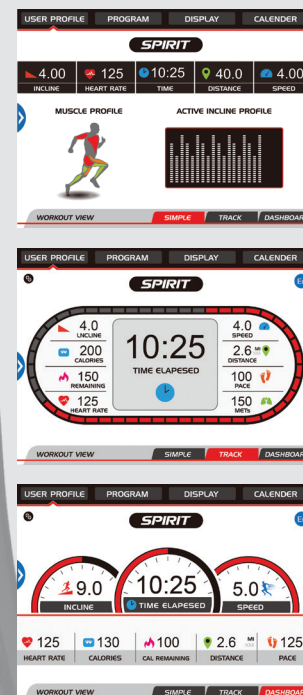 USER PROFILE PROGRAM DISPLAY CALENDER
SPIRIT
4.00 125 10:25 40.0 4.00
INCLINE HEART RATE TIME DISTANCE SPEED
MUSCLE PROFILE ACTIVE INCLINE PROFILE
WORKOUT VIEW SIMPLE TRACK DASHBOAR
USER PROFILE PROGRAM DISPLAY CALENDER
SPIRIT
4.0
UNCLINE
200
CALORIES
150
REMAINING
125
HEART RATE
10:25
TIME ELAPESED
4.0
SPEED
2.6 MI
DISTANCE
100
PACE
150
METs
WORKOUT VIEW SIMPLE TRACK DASHBOAR
USER PROFILE PROGRAM DISPLAY CALENDER
SPIRIT
9.0 10:25 5.0
INCLINE TIME ELAPESED SPEED
125 130 100 2.6 MI 125
HEART RATE CALORIES CAL REMAINING DISTANCE PACE
WORKOUT VIEW SIMPLE TRACK DASHBOAR